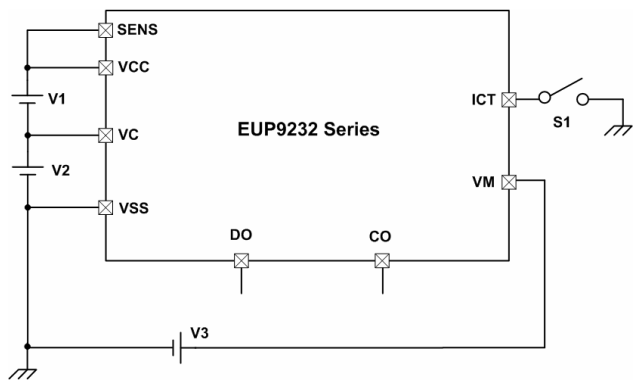 SENS
VCC
V1
ICT
S1
EUP9232 Series
VC
V2
VM
VSS
DO
CO
V3